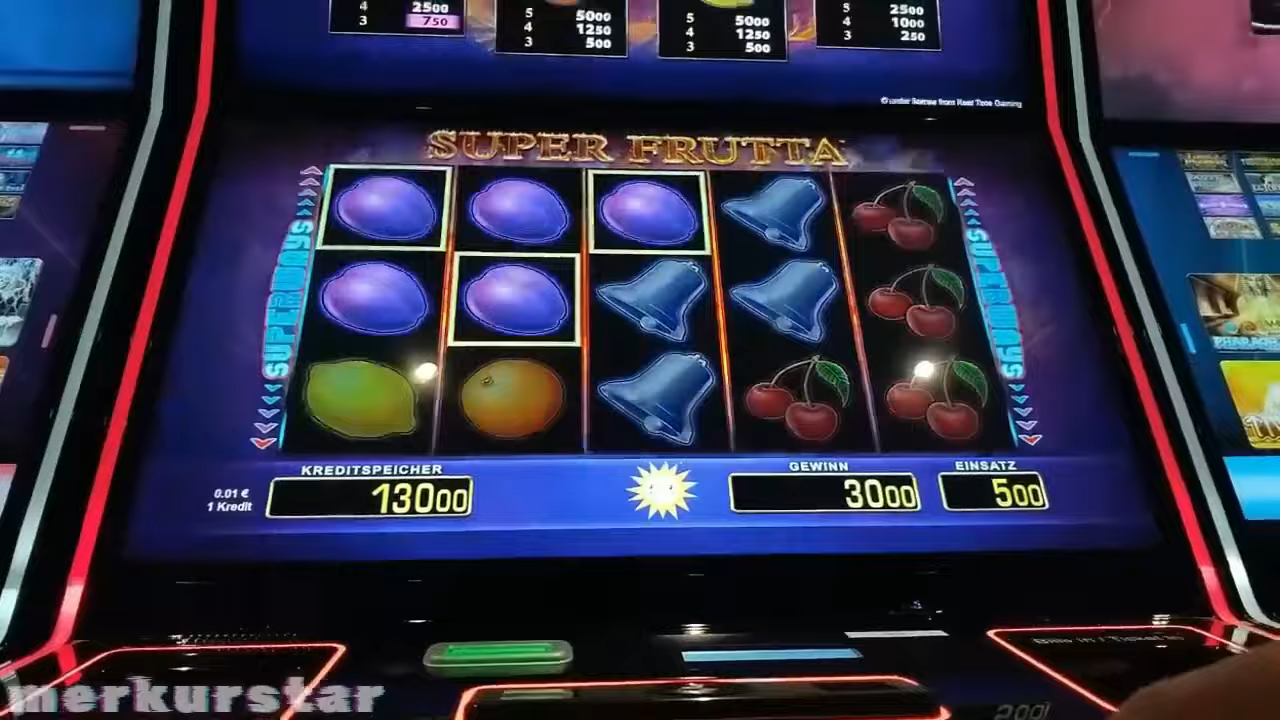 4 2500
3 750
5 5000
4 1250
3 500
5 5000
4 1250
3 500
5 2500
4 1000
3 250
SUPER FRUTTA
SUPERWAYS
SUPERWAYS
KREDITSPEICHER
GEWINN
EINSATZ
0.01 €
1 Kredit
13000
3000
500
merkurstar